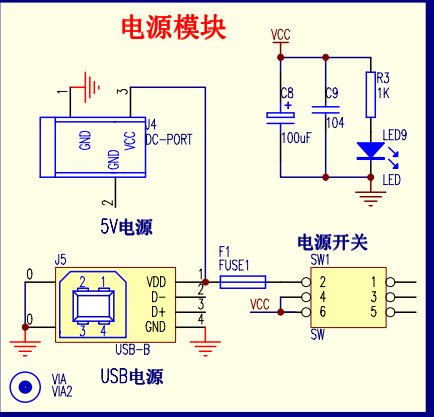 电源模块
VCC
1
3
C8
C9
R3
1K
100uF
104
J4
DC-PORT
GND
GND
VCC
2
LED9
LED
5V电源
J5
0
0
2 1
3 4
VDD 1
D- 2
D+ 3
GND 4
USB-B
USB电源
F1
FUSE1
VCC
电源开关
SW1
2 1
4 3
6 5
SW
VIA
VIA2